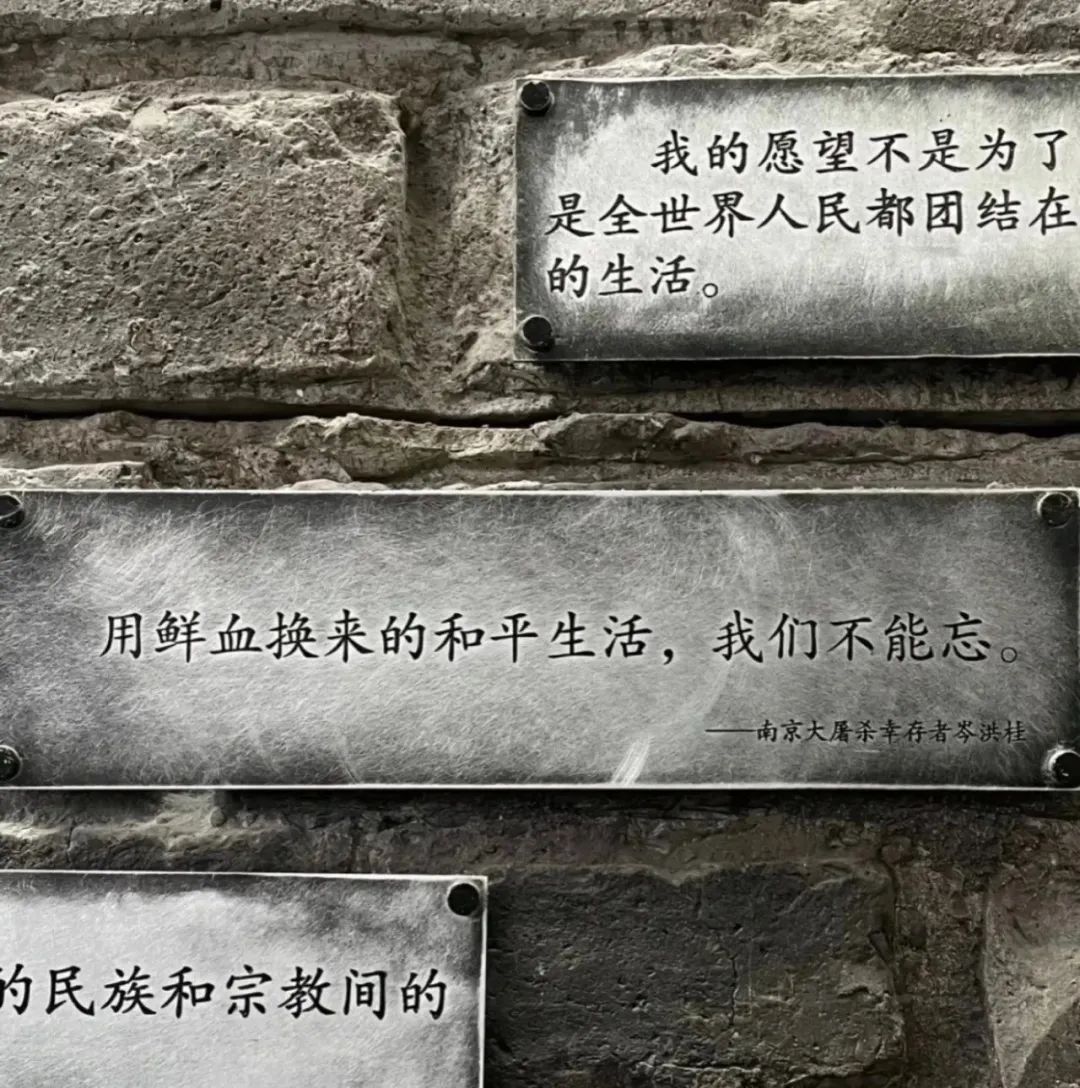 我的愿望不是为了
是全世界人民都团结在
的生活。
用鲜血换来的和平生活，我们不能忘。
——南京大屠杀幸存者岑洪桂
的民族和宗教间的